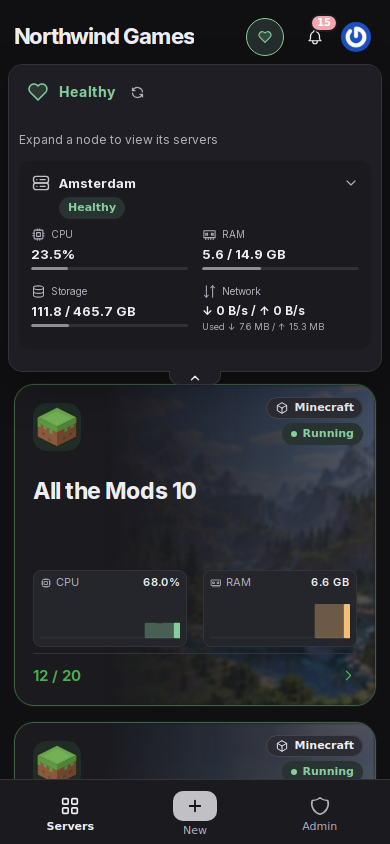 Northwind Games
15
Healthy
Expand a node to view its servers
Amsterdam
Healthy
CPU
23.5%
RAM
5.6 / 14.9 GB
Storage
111.8 / 465.7 GB
Network
↓ 0 B/s / ↑ 0 B/s
Used ↓ 7.6 MB / ↑ 15.3 MB
Minecraft
Running
All the Mods 10
CPU 68.0%
RAM 6.6 GB
12 / 20
Minecraft
Running
Servers
New
Admin